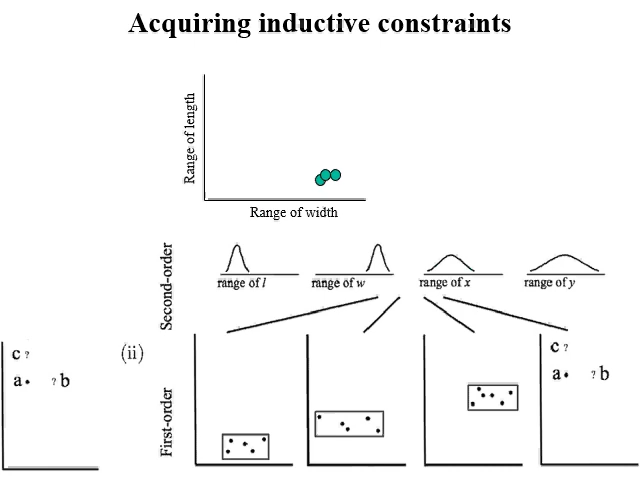 Acquiring inductive constraints
Range of length
Range of width
Second-order
range of l
range of w
range of x
range of y
c ?
a • ? b
(ii)
First-order
c ?
a • ? b